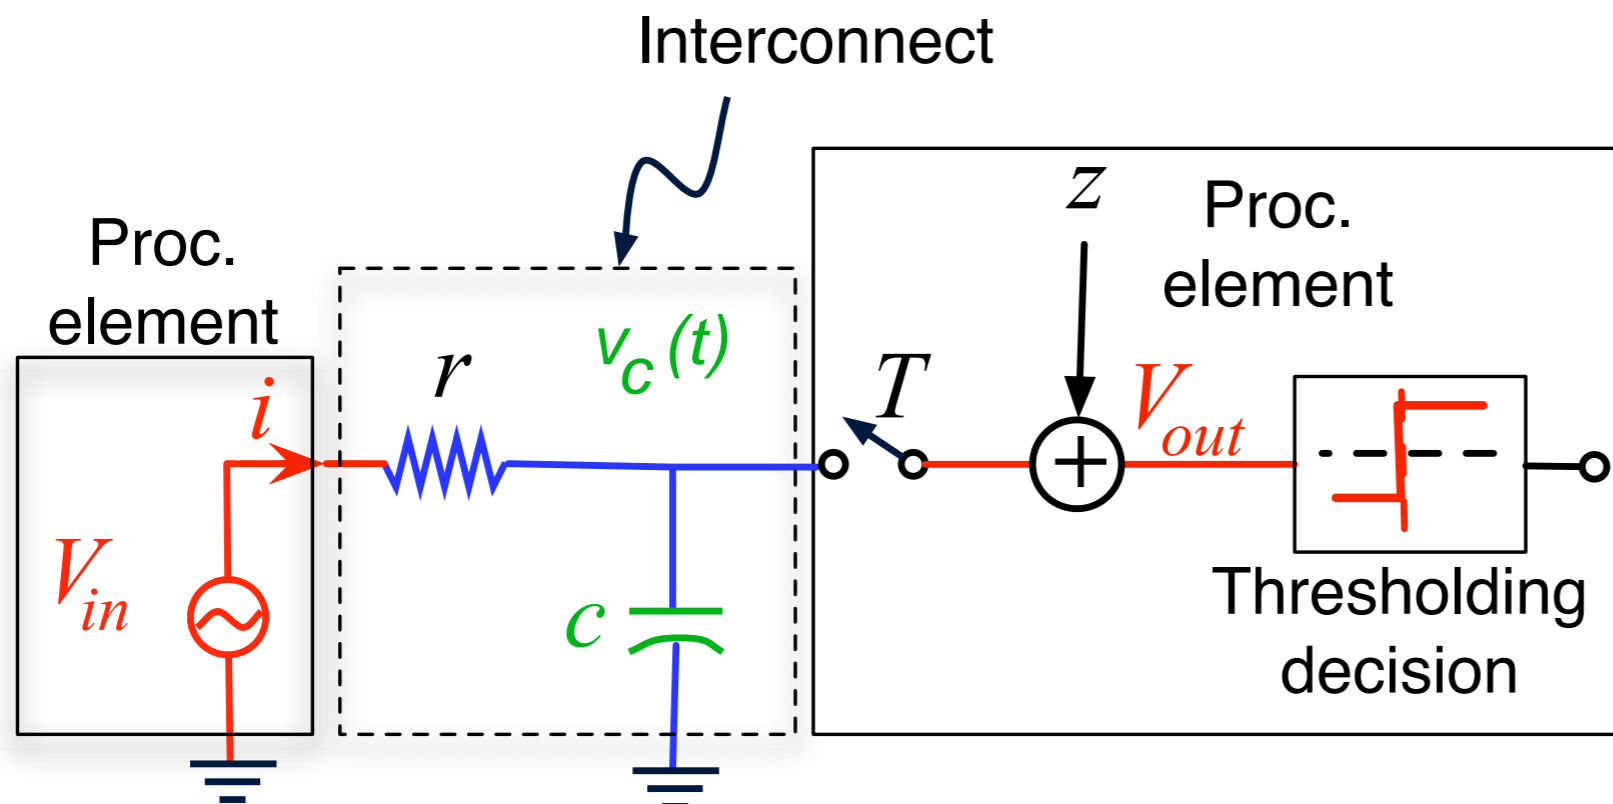 Interconnect
Proc.
element
z
Proc.
element
v_c(t)
r
T
i
V_out
V_in
c
Thresholding
decision